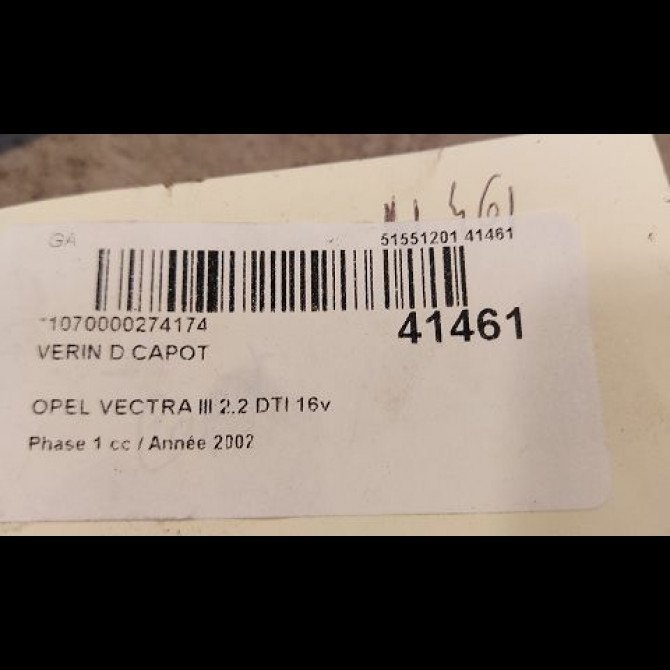 41461
GA
51551201 41461
1070000274174
41461
VERIN D CAPOT
OPEL VECTRA III 2.2 DTI 16v
Phase 1 cc / Année 2002